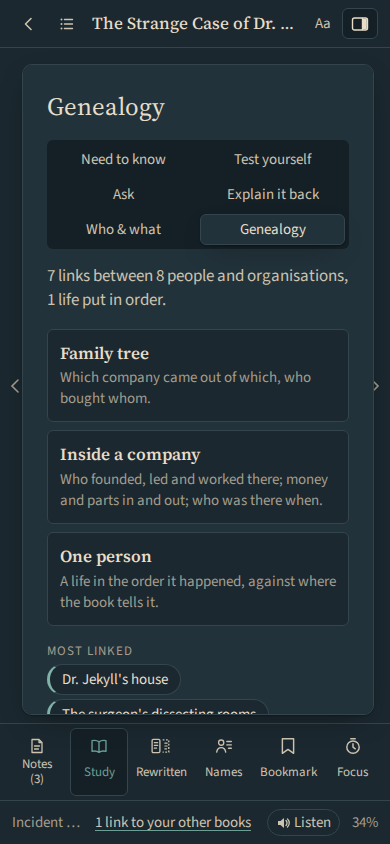 The Strange Case of Dr. ...
Aa
Genealogy
Need to know
Test yourself
Ask
Explain it back
Who & what
Genealogy
7 links between 8 people and organisations,
1 life put in order.
Family tree
Which company came out of which, who
bought whom.
Inside a company
Who founded, led and worked there; money
and parts in and out; who was there when.
One person
A life in the order it happened, against where
the book tells it.
MOST LINKED
Dr. Jekyll's house
The surgeon's dissecting rooms
Notes
(3)
Study
Rewritten
Names
Bookmark
Focus
Incident ...
1 link to your other books
Listen
34%